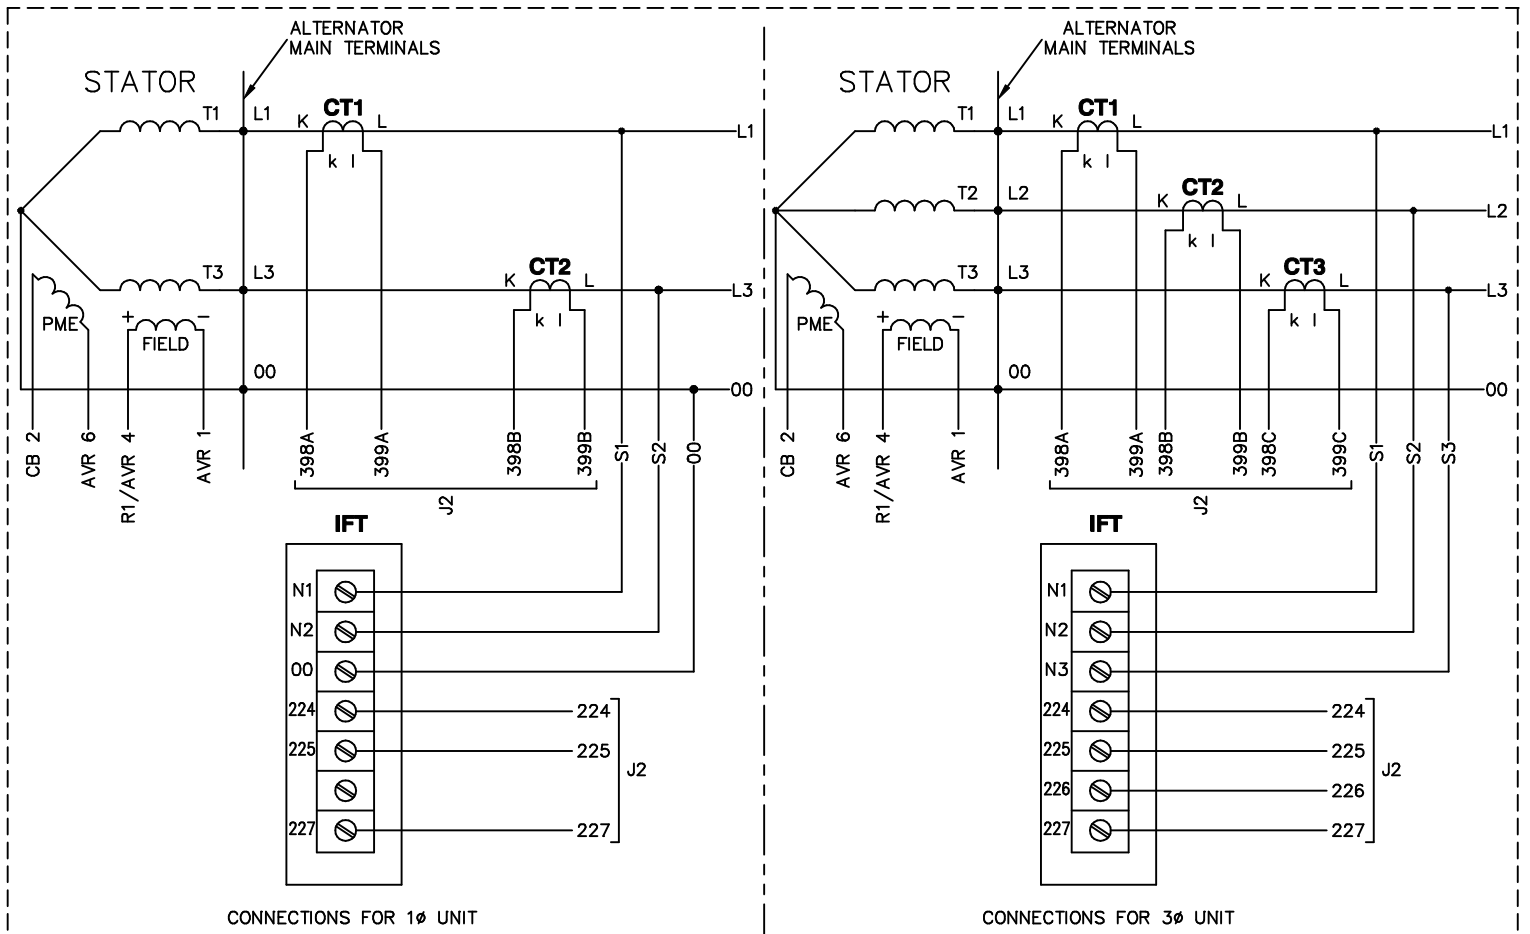 ALTERNATOR
MAIN TERMINALS
STATOR
T1
L1
K
CT1
L
k l
L1
T3
L3
K
CT2
L
k l
L3
PME
+
–
FIELD
00
00
CB 2
AVR 6
R1/AVR 4
AVR 1
398A
399A
398B
399B
S1
S2
00
J2
IFT
N1
N2
00
224
225
227
224
225
227
J2
CONNECTIONS FOR 1ø UNIT
ALTERNATOR
MAIN TERMINALS
STATOR
T1
L1
K
CT1
L
k l
L1
T2
L2
K
CT2
L
k l
L2
T3
L3
K
CT3
L
k l
L3
PME
+
–
FIELD
00
00
CB 2
AVR 6
R1/AVR 4
AVR 1
398A
399A
398B
399B
398C
399C
S1
S2
S3
J2
IFT
N1
N2
N3
224
225
226
227
224
225
226
227
J2
CONNECTIONS FOR 3ø UNIT